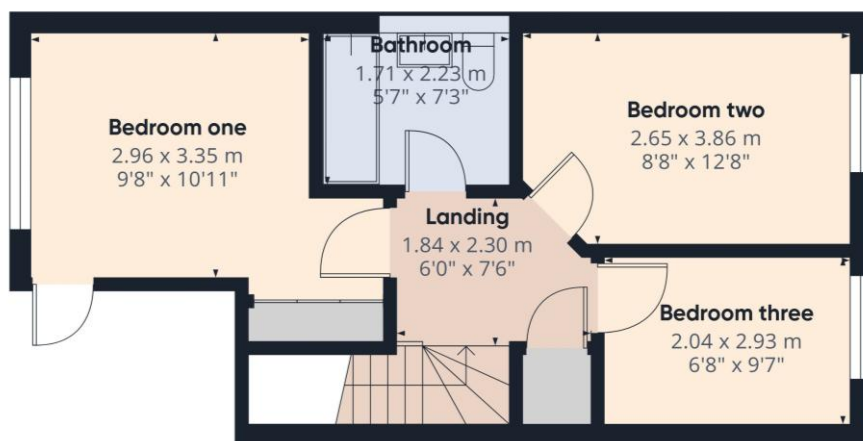 Bathroom
1.71 x 2.23 m
5'7" x 7'3"
Bedroom one
2.96 x 3.35 m
9'8" x 10'11"
Bedroom two
2.65 x 3.86 m
8'8" x 12'8"
Landing
1.84 x 2.30 m
6'0" x 7'6"
Bedroom three
2.04 x 2.93 m
6'8" x 9'7"